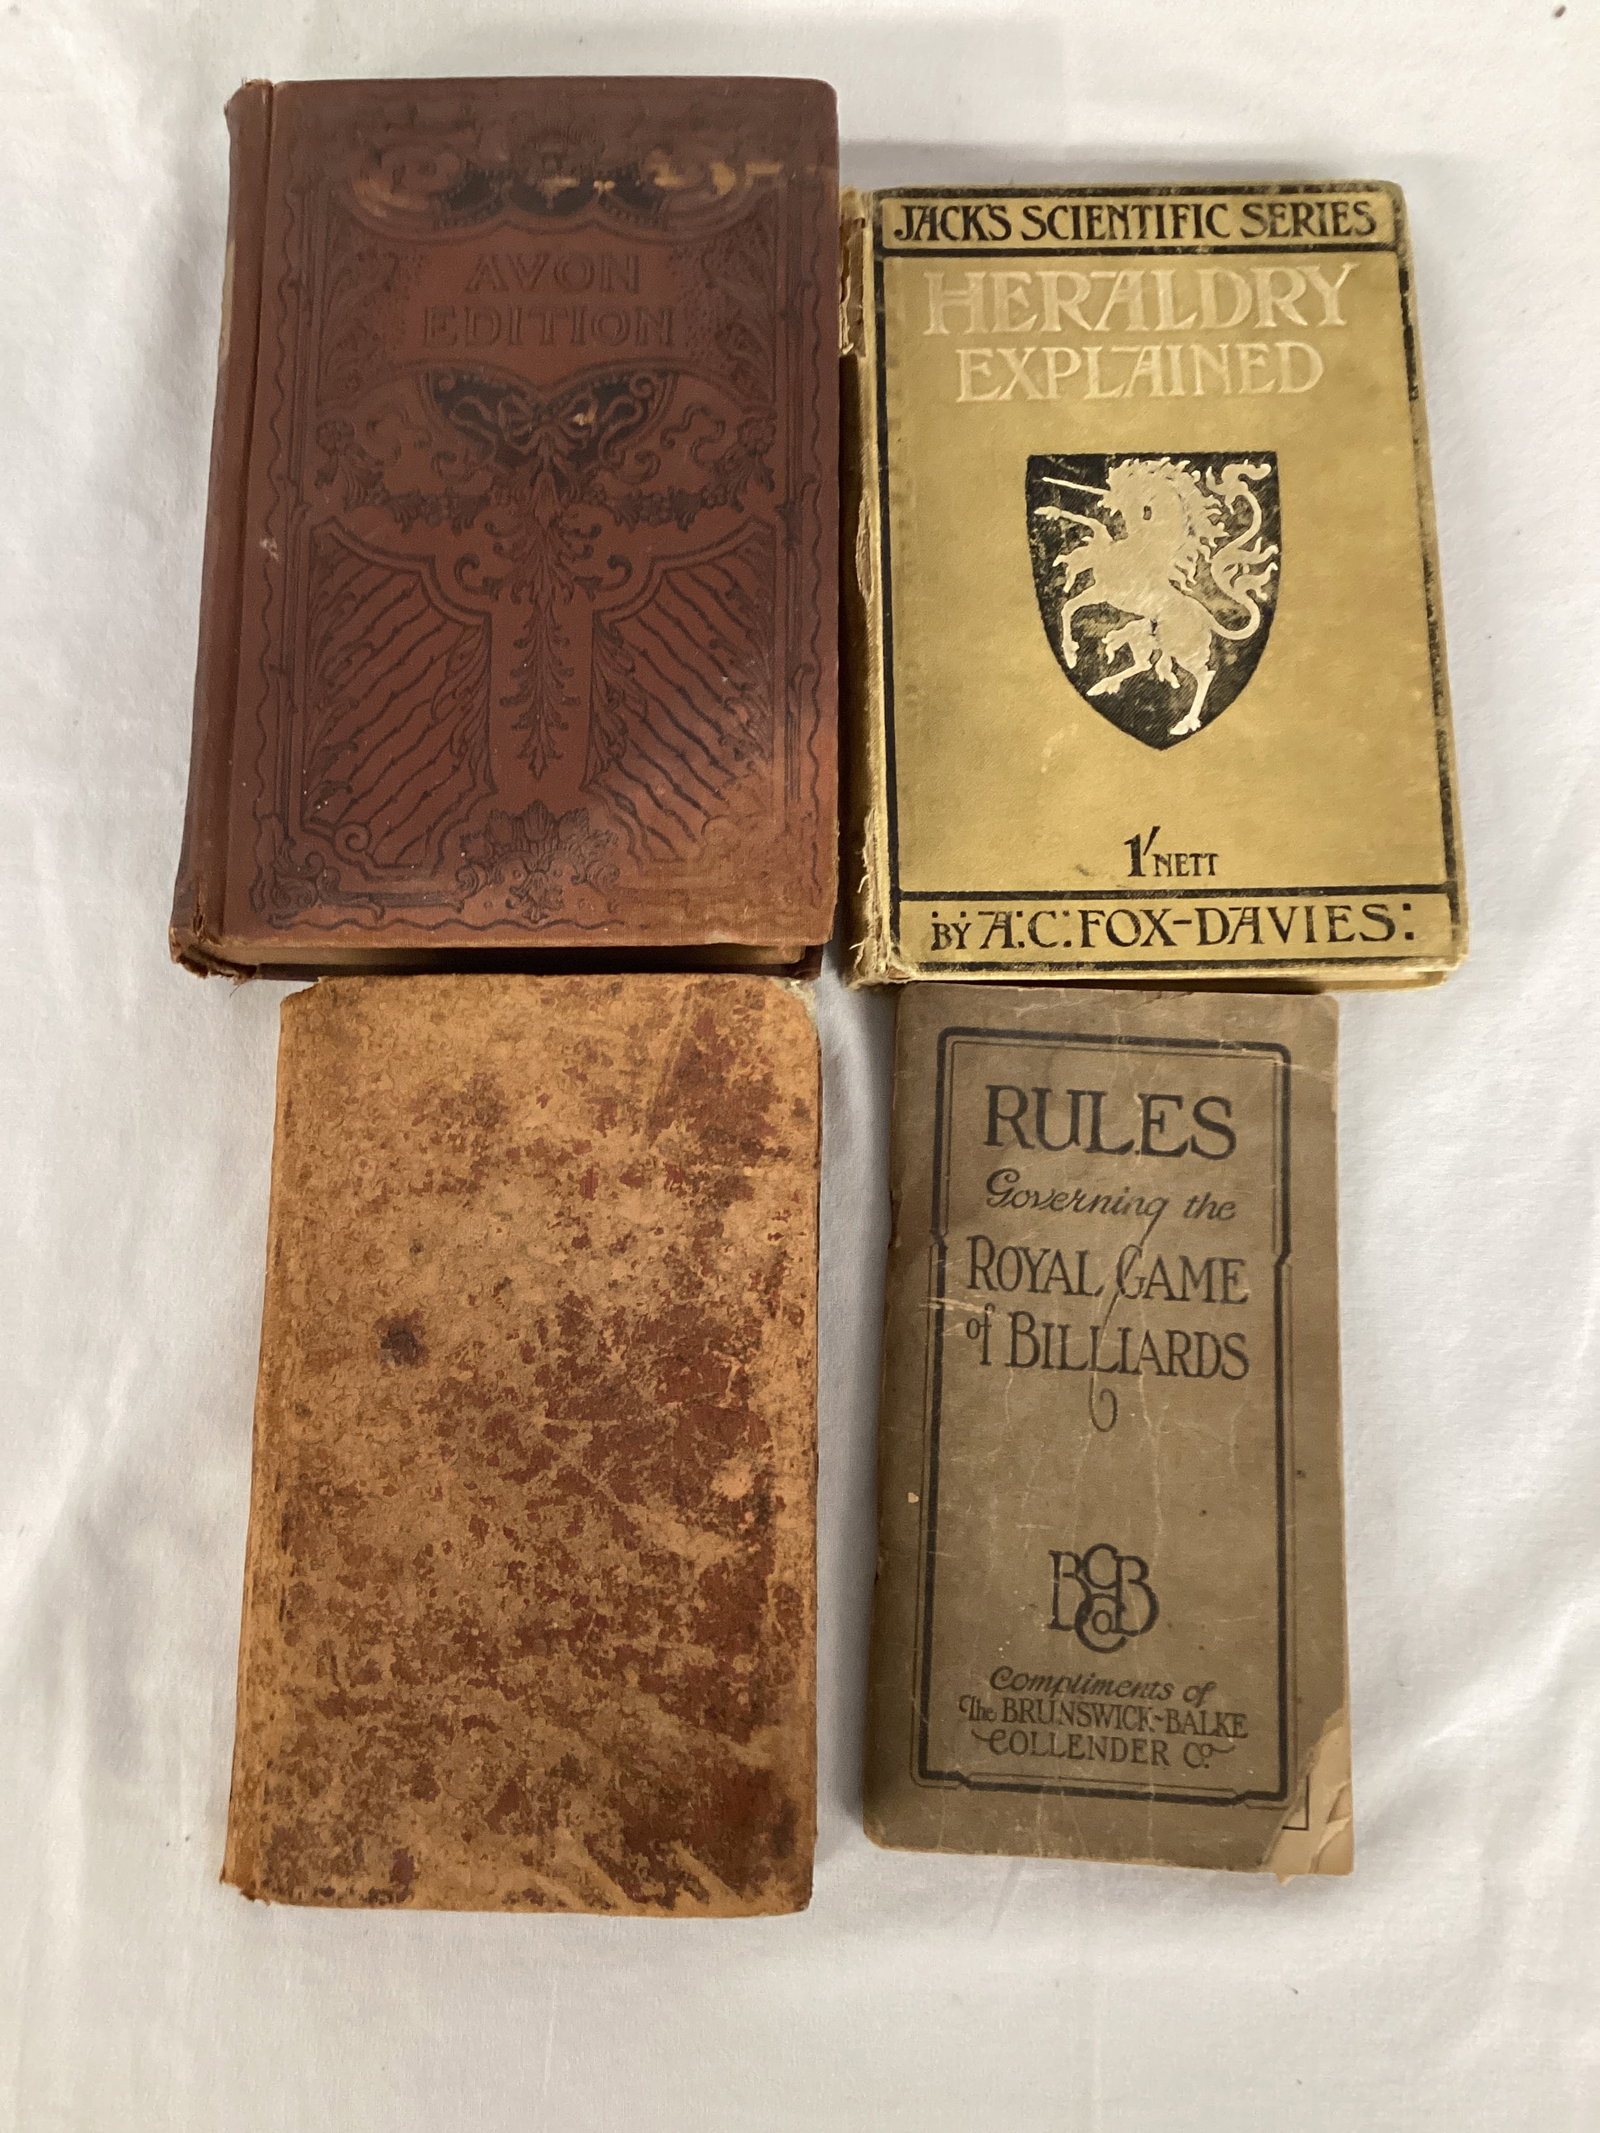 AVON
EDITION
JACK'S SCIENTIFIC SERIES
HERALDRY
EXPLAINED
1/ NETT
BY A. C. FOX-DAVIES:
RULES
Governing the
ROYAL GAME
of BILLIARDS
BBCCo
Compliments of
The BRUNSWICK-BALKE
COLLENDER Co.